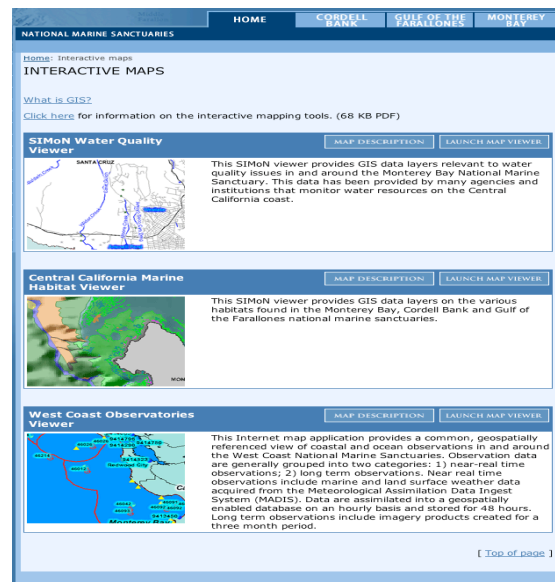 HOME
CORDELL BANK
GULF OF THE FARALLONES
MONTEREY BAY
NATIONAL MARINE SANCTUARIES
Home: Interactive maps
INTERACTIVE MAPS
What is GIS?
Click here for information on the interactive mapping tools. (68 KB PDF)
SIMoN Water Quality
Viewer
MAP DESCRIPTION
LAUNCH MAP VIEWER
SANTA CRUZ
This SIMoN viewer provides GIS data layers relevant to water
quality issues in and around the Monterey Bay National Marine
Sanctuary. This data has been provided by many agencies and
institutions that monitor water resources on the Central
California coast.
Central California Marine
Habitat Viewer
MAP DESCRIPTION
LAUNCH MAP VIEWER
This SIMoN viewer provides GIS data layers on the various
habitats found in the Monterey Bay, Cordell Bank and Gulf of
the Farallones national marine sanctuaries.
MON
West Coast Observatories
Viewer
MAP DESCRIPTION
LAUNCH MAP VIEWER
This Internet map application provides a common, geospatially
referenced view of coastal and ocean observations in and around
the West Coast National Marine Sanctuaries. Observation data
are generally grouped into two categories: 1) near-real time
observations; 2) long term observations. Near real time
observations include marine and land surface weather data
acquired from the Meteorological Assimilation Data Ingest
System (MADIS). Data are assimilated into a geospatially
enabled database on an hourly basis and stored for 48 hours.
Long term observations include imagery products created for a
three month period.
Redwood City
Monterey Bay
[ Top of page ]